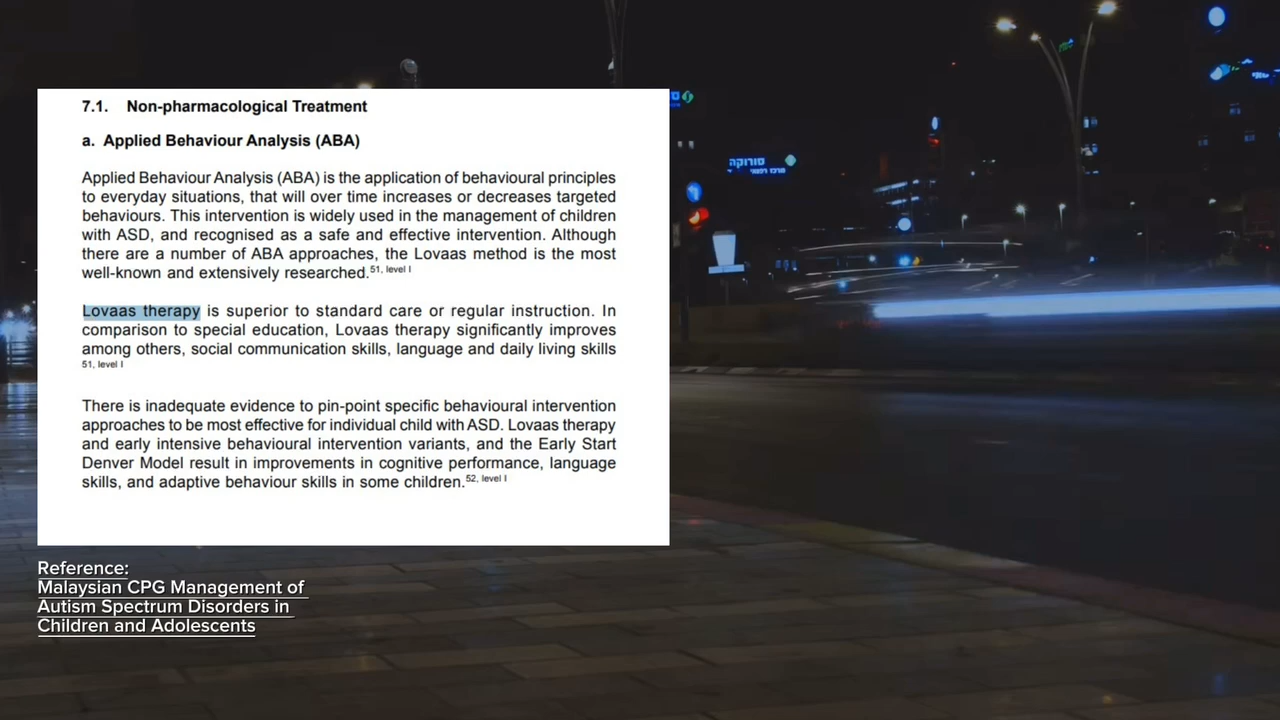 7.1. Non-pharmacological Treatment
a. Applied Behaviour Analysis (ABA)
Applied Behaviour Analysis (ABA) is the application of behavioural principles
to everyday situations, that will over time increases or decreases targeted
behaviours. This intervention is widely used in the management of children
with ASD, and recognised as a safe and effective intervention. Although
there are a number of ABA approaches, the Lovaas method is the most
well-known and extensively researched.51, level I
Lovaas therapy is superior to standard care or regular instruction. In
comparison to special education, Lovaas therapy significantly improves
among others, social communication skills, language and daily living skills
51, level I
There is inadequate evidence to pin-point specific behavioural intervention
approaches to be most effective for individual child with ASD. Lovaas therapy
and early intensive behavioural intervention variants, and the Early Start
Denver Model result in improvements in cognitive performance, language
skills, and adaptive behaviour skills in some children.52, level I
Reference:
Malaysian CPG Management of
Autism Spectrum Disorders in
Children and Adolescents
סורוקה
מרכז רפואי